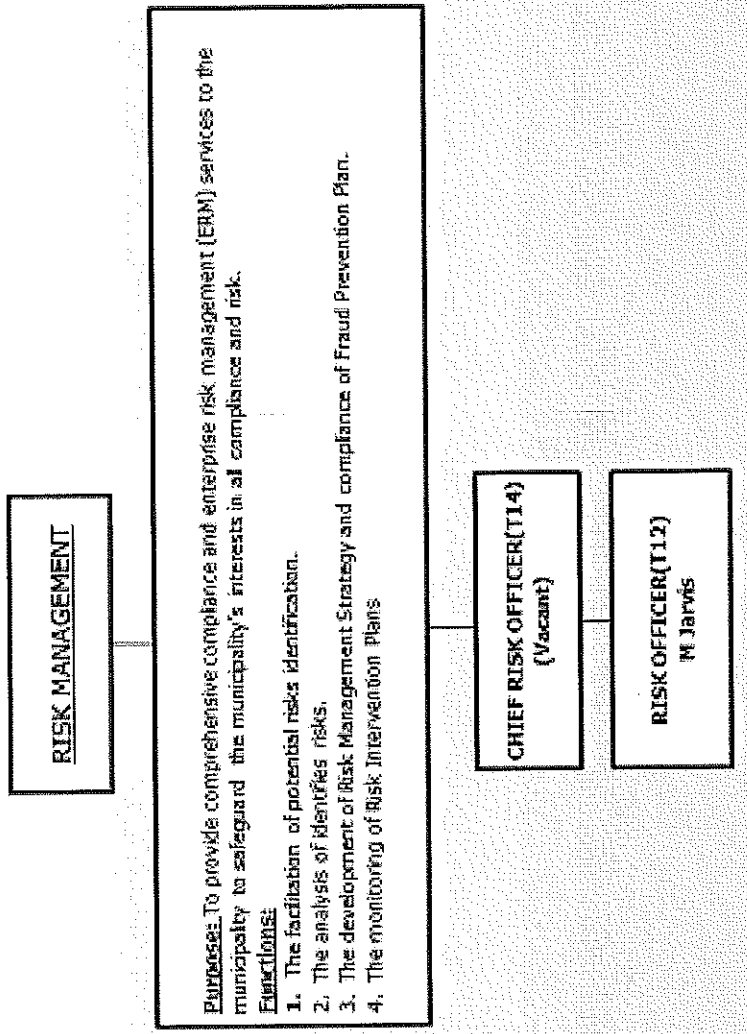 RISK MANAGEMENT
Purpose: To provide comprehensive compliance and enterprise risk management (ERM) services to the
municipality to safeguard the municipality's interests in all compliance and risk.
Functions:
1. The facilitation of potential risks identification.
2. The analysis of identifies risks.
3. The development of Risk Management Strategy and compliance of Fraud Prevention Plan.
4. The monitoring of Risk Intervention Plans
CHIEF RISK OFFICER(T14)
(Vacant)
RISK OFFICER(T12)
M Jarvis